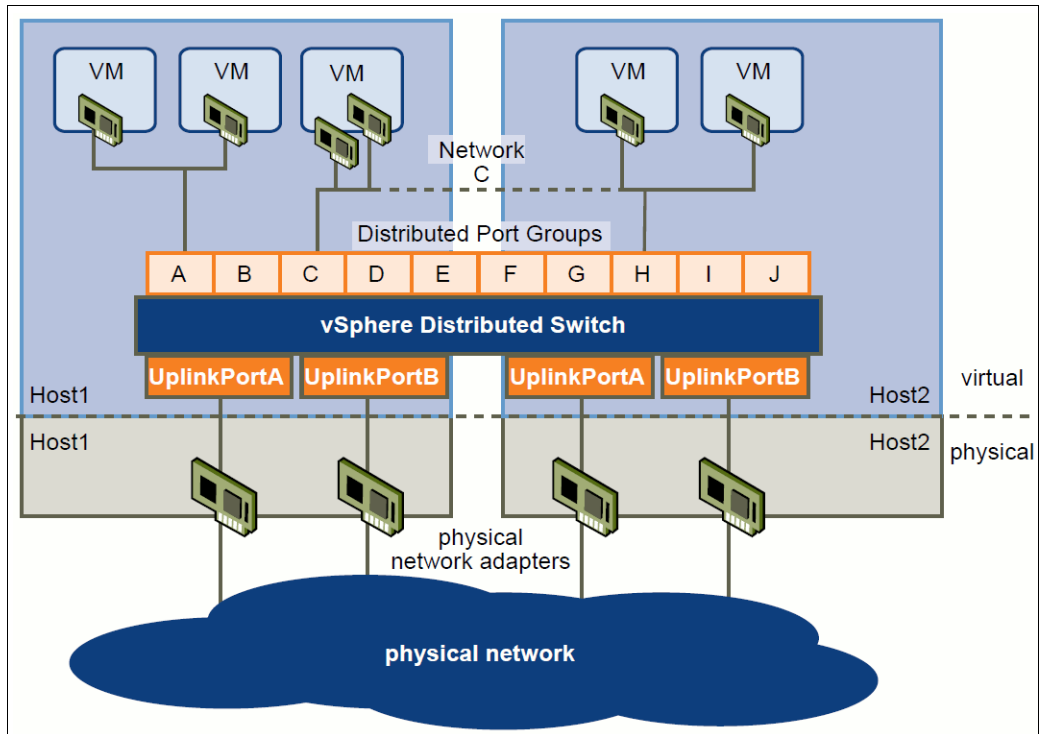 VM
VM
VM
VM
VM
Network
C
Distributed Port Groups
A B C D E F G H I J
vSphere Distributed Switch
UplinkPortA UplinkPortB UplinkPortA UplinkPortB
Host1
Host2
virtual
Host1
Host2
physical
physical
network adapters
physical network